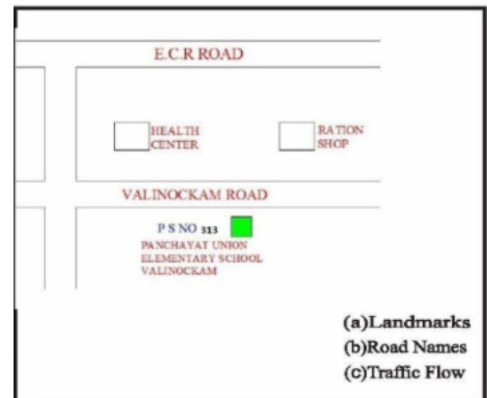 E.C.R ROAD
HEALTH
CENTER
RATION
SHOP
VALINOCKAM ROAD
P S NO 313
PANCHAYAT UNION
ELEMENTARY SCHOOL
VALINOCKAM
(a)Landmarks
(b)Road Names
(c)Traffic Flow